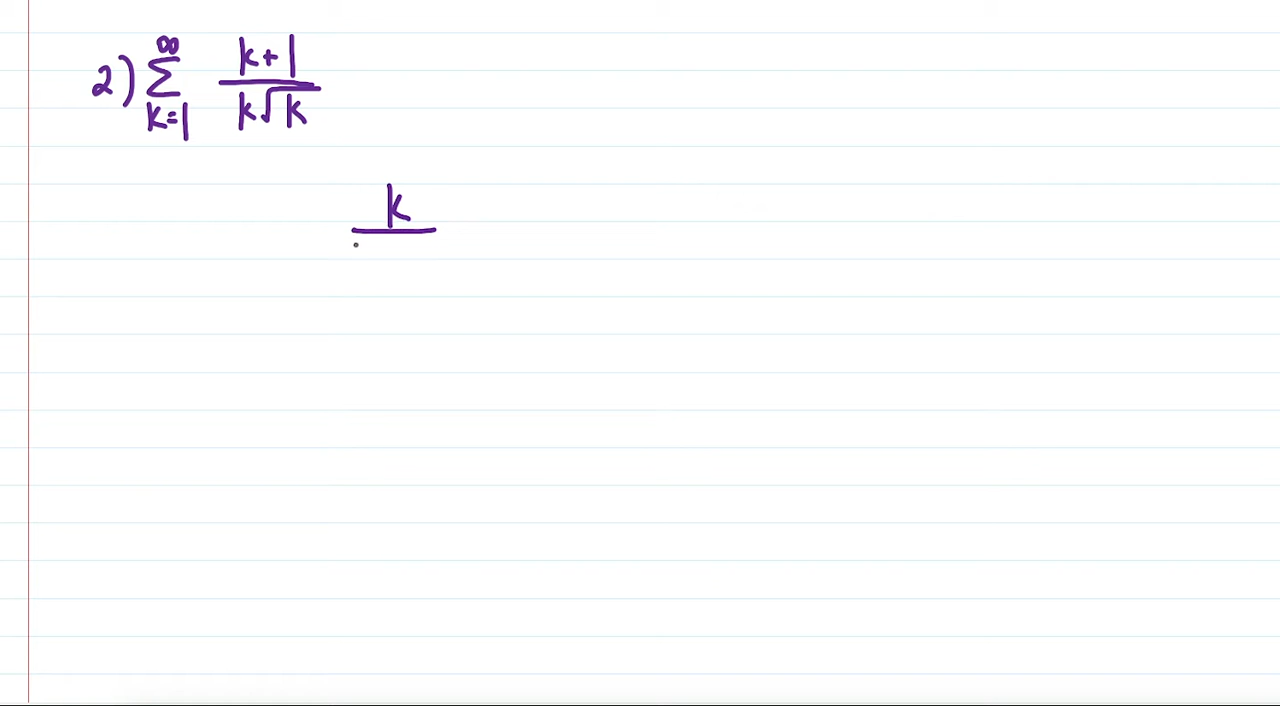 2) ∞∑k=1 (k+1)/(k√k)
k